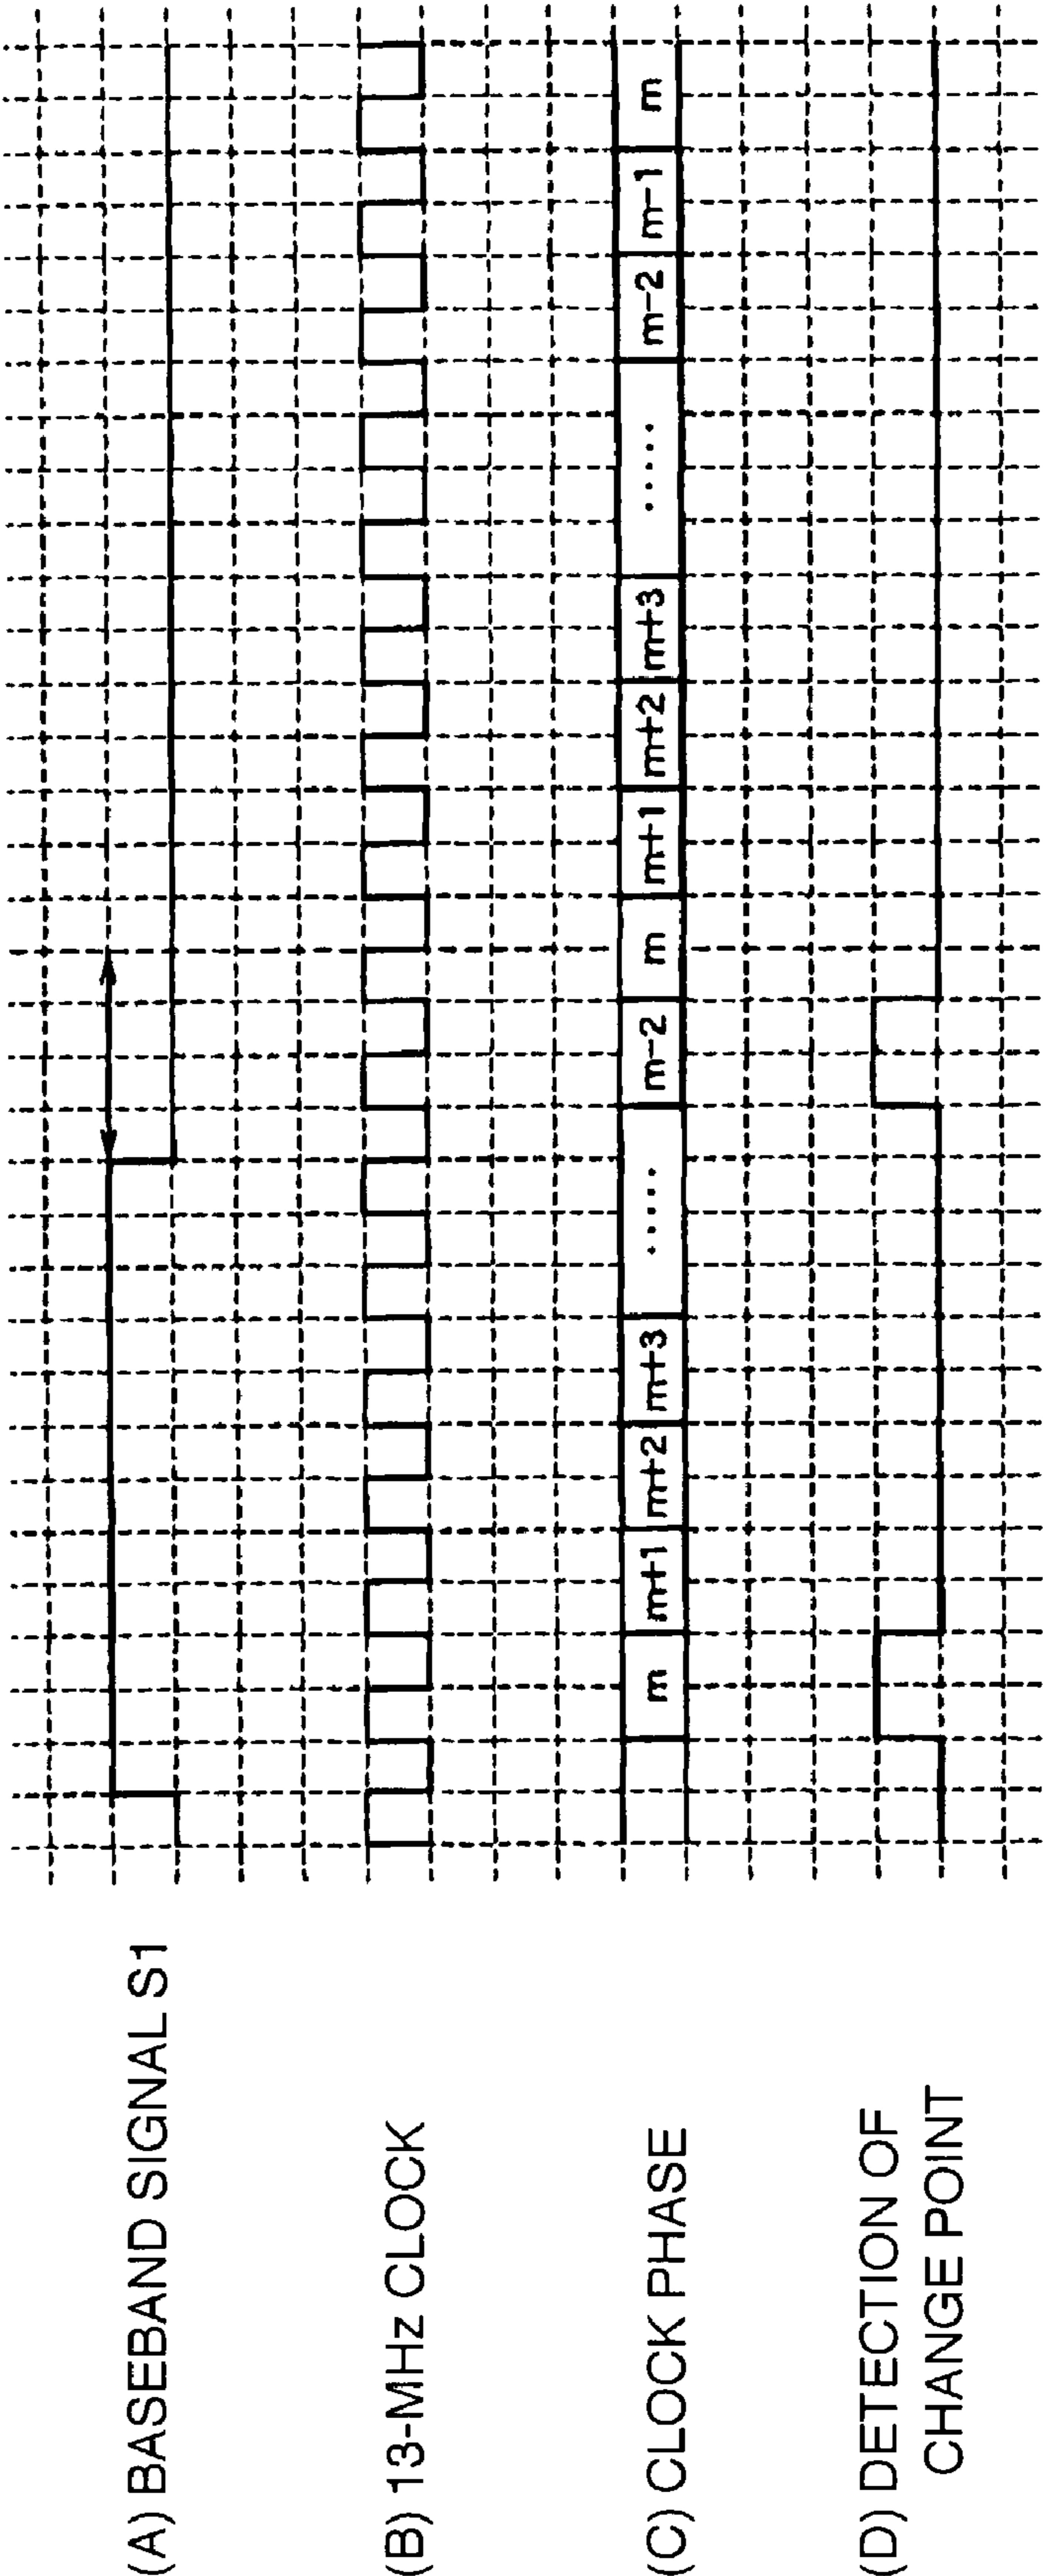 (A) BASEBAND SIGNAL S1
(B) 13-MHz CLOCK
(C) CLOCK PHASE
m m+1 m+2 m+3 ..... m-2 m m+1 m+2 m+3 ..... m-2 m-1 m
(D) DETECTION OF
CHANGE POINT